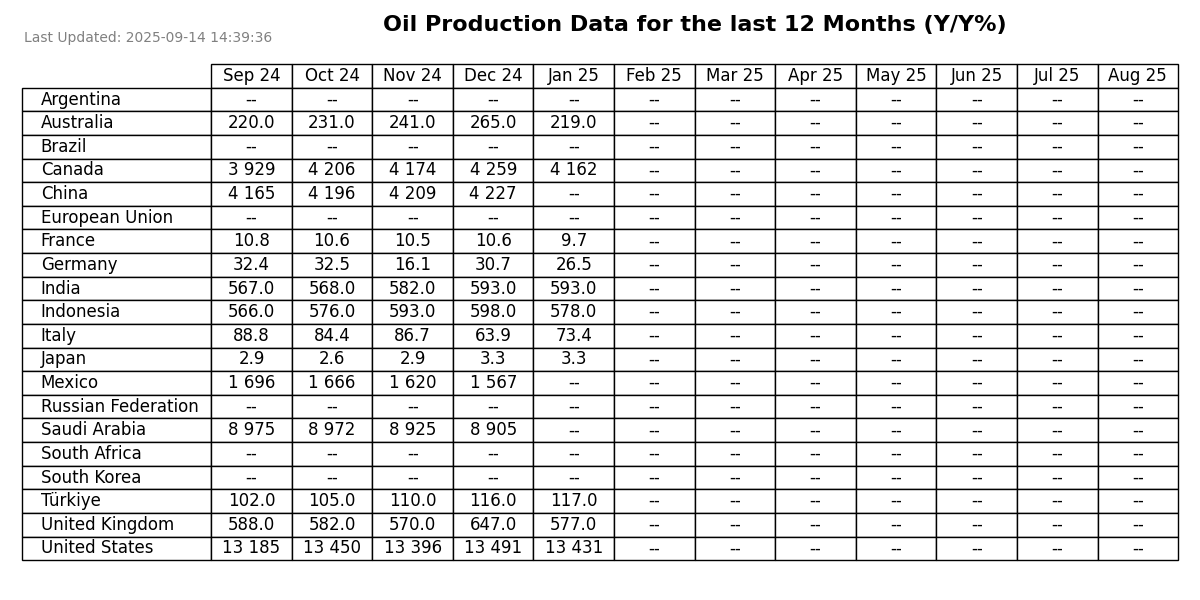 Oil Production Data for the last 12 Months (Y/Y%)
Last Updated: 2025-09-14 14:39:36
Sep 24 Oct 24 Nov 24 Dec 24 Jan 25 Feb 25 Mar 25 Apr 25 May 25 Jun 25 Jul 25 Aug 25
Argentina -- -- -- -- -- -- -- -- -- -- -- --
Australia 220.0 231.0 241.0 265.0 219.0 -- -- -- -- -- -- --
Brazil -- -- -- -- -- -- -- -- -- -- -- --
Canada 3 929 4 206 4 174 4 259 4 162 -- -- -- -- -- -- --
China 4 165 4 196 4 209 4 227 -- -- -- -- -- -- -- --
European Union -- -- -- -- -- -- -- -- -- -- -- --
France 10.8 10.6 10.5 10.6 9.7 -- -- -- -- -- -- --
Germany 32.4 32.5 16.1 30.7 26.5 -- -- -- -- -- -- --
India 567.0 568.0 582.0 593.0 593.0 -- -- -- -- -- -- --
Indonesia 566.0 576.0 593.0 598.0 578.0 -- -- -- -- -- -- --
Italy 88.8 84.4 86.7 63.9 73.4 -- -- -- -- -- -- --
Japan 2.9 2.6 2.9 3.3 3.3 -- -- -- -- -- -- --
Mexico 1 696 1 666 1 620 1 567 -- -- -- -- -- -- -- --
Russian Federation -- -- -- -- -- -- -- -- -- -- -- --
Saudi Arabia 8 975 8 972 8 925 8 905 -- -- -- -- -- -- -- --
South Africa -- -- -- -- -- -- -- -- -- -- -- --
South Korea -- -- -- -- -- -- -- -- -- -- -- --
Türkiye 102.0 105.0 110.0 116.0 117.0 -- -- -- -- -- -- --
United Kingdom 588.0 582.0 570.0 647.0 577.0 -- -- -- -- -- -- --
United States 13 185 13 450 13 396 13 491 13 431 -- -- -- -- -- -- --